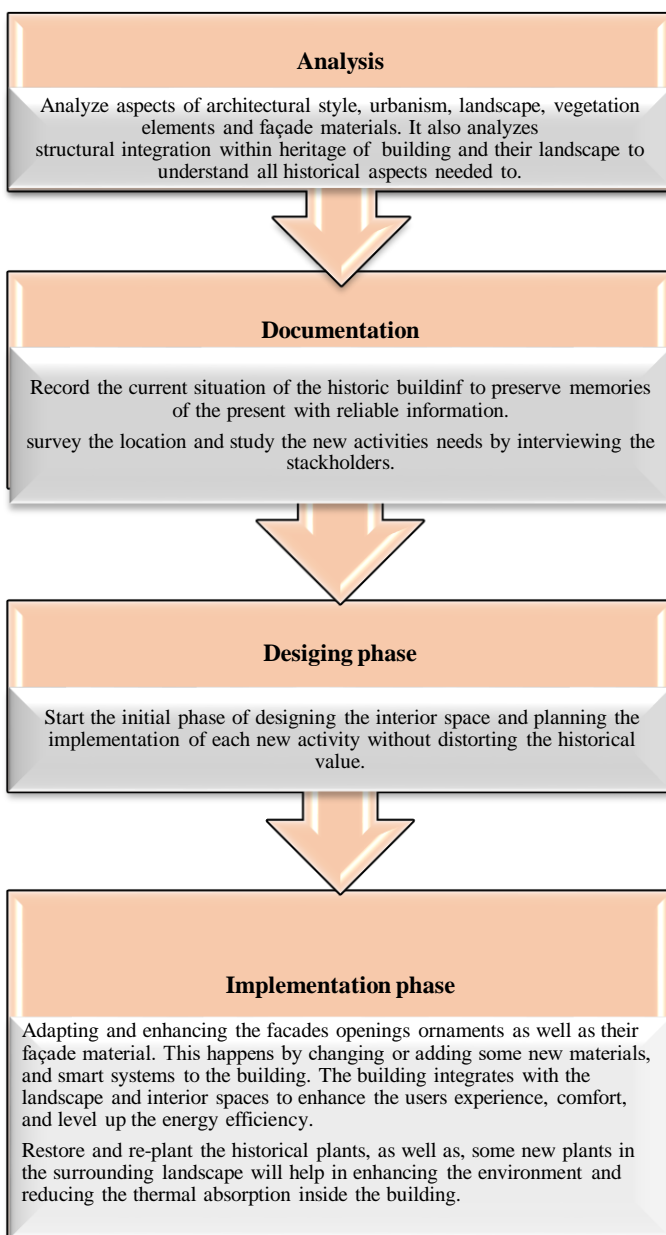 Analysis
Analyze aspects of architectural style, urbanism, landscape, vegetation
elements and façade materials. It also analyzes
structural integration within heritage of building and their landscape to
understand all historical aspects needed to.
Documentation
Record the current situation of the historic buildinf to preserve memories
of the present with reliable information.
survey the location and study the new activities needs by interviewing the
stackholders.
Desiging phase
Start the initial phase of designing the interior space and planning the
implementation of each new activity without distorting the historical
value.
Implementation phase
Adapting and enhancing the facades openings ornaments as well as their
façade material. This happens by changing or adding some new materials,
and smart systems to the building. The building integrates with the
landscape and interior spaces to enhance the users experience, comfort,
and level up the energy efficiency.
Restore and re-plant the historical plants, as well as, some new plants in
the surrounding landscape will help in enhancing the environment and
reducing the thermal absorption inside the building.